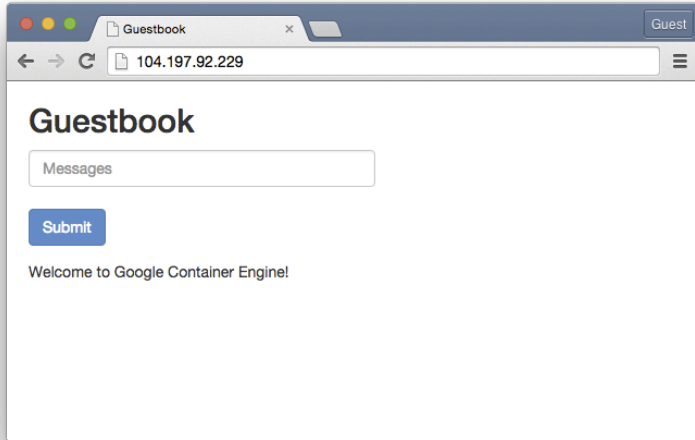 Guestbook
Guest
104.197.92.229
Guestbook
Messages
Submit
Welcome to Google Container Engine!